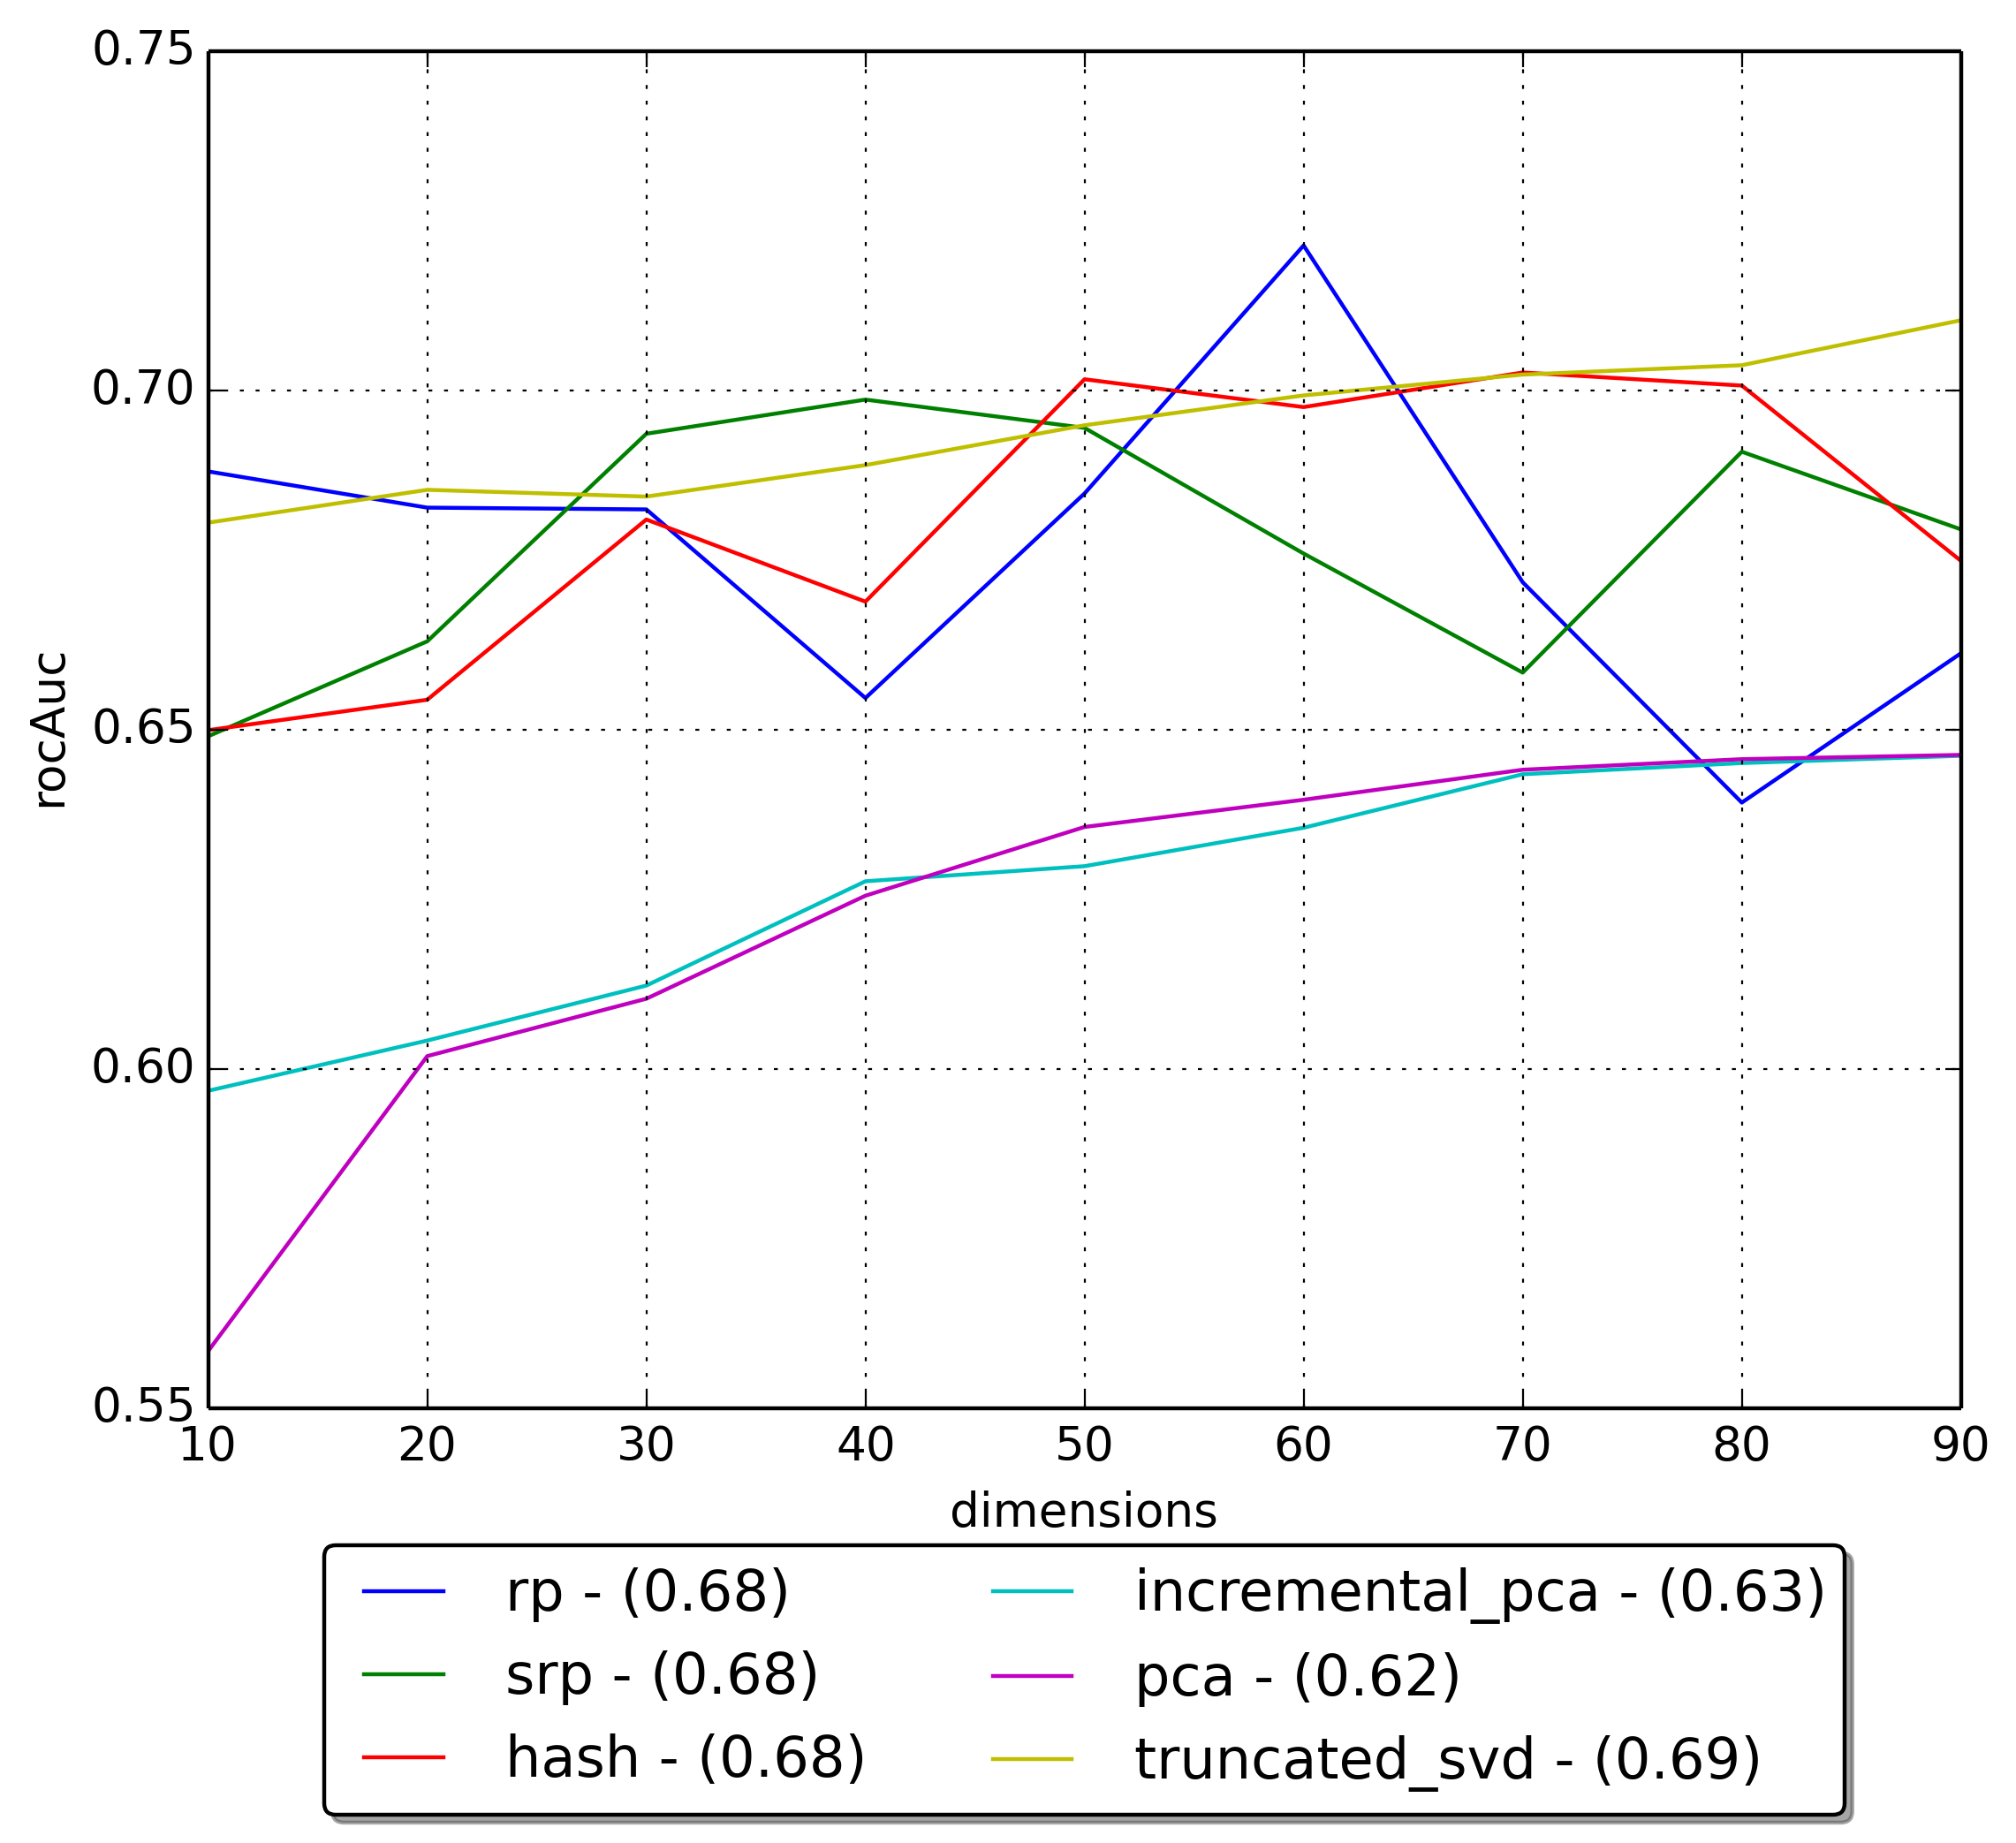 0.75
0.70
0.65
0.60
0.55
rocAuc
10 20 30 40 50 60 70 80 90
dimensions
rp - (0.68)
srp - (0.68)
hash - (0.68)
incremental_pca - (0.63)
pca - (0.62)
truncated_svd - (0.69)